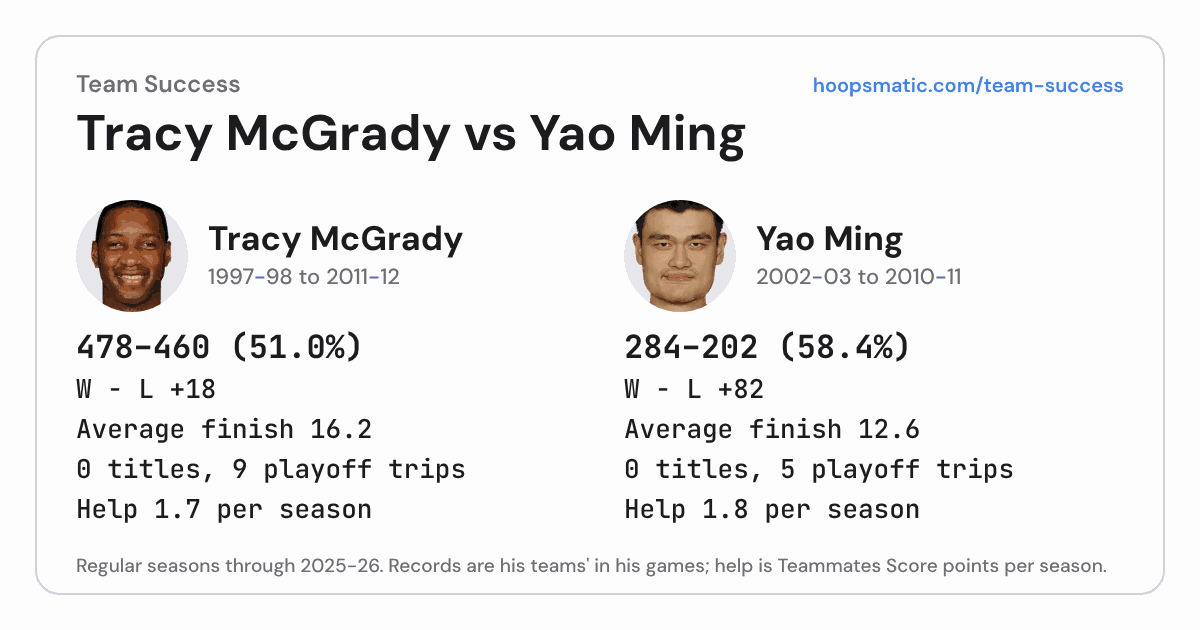 Team Success
hoopsmatic.com/team-success
Tracy McGrady vs Yao Ming
Tracy McGrady
1997-98 to 2011-12
478-460 (51.0%)
W - L +18
Average finish 16.2
0 titles, 9 playoff trips
Help 1.7 per season
Yao Ming
2002-03 to 2010-11
284-202 (58.4%)
W - L +82
Average finish 12.6
0 titles, 5 playoff trips
Help 1.8 per season
Regular seasons through 2025-26. Records are his teams' in his games; help is Teammates Score points per season.